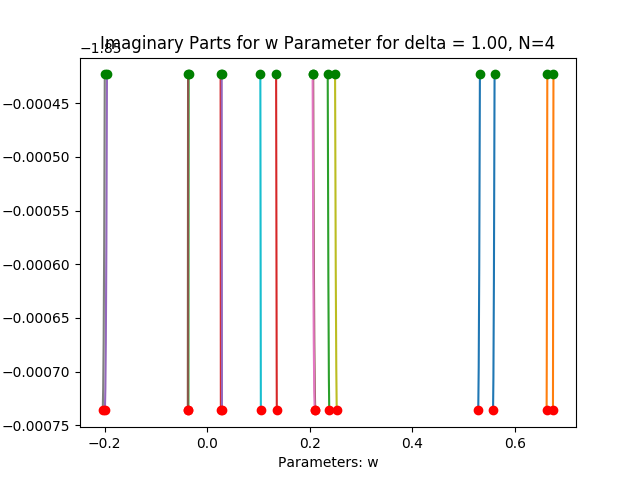 −1.85
Imaginary Parts for w Parameter for delta = 1.00, N=4
−0.00045
−0.00050
−0.00055
−0.00060
−0.00065
−0.00070
−0.00075
−0.2 0.0 0.2 0.4 0.6
Parameters: w